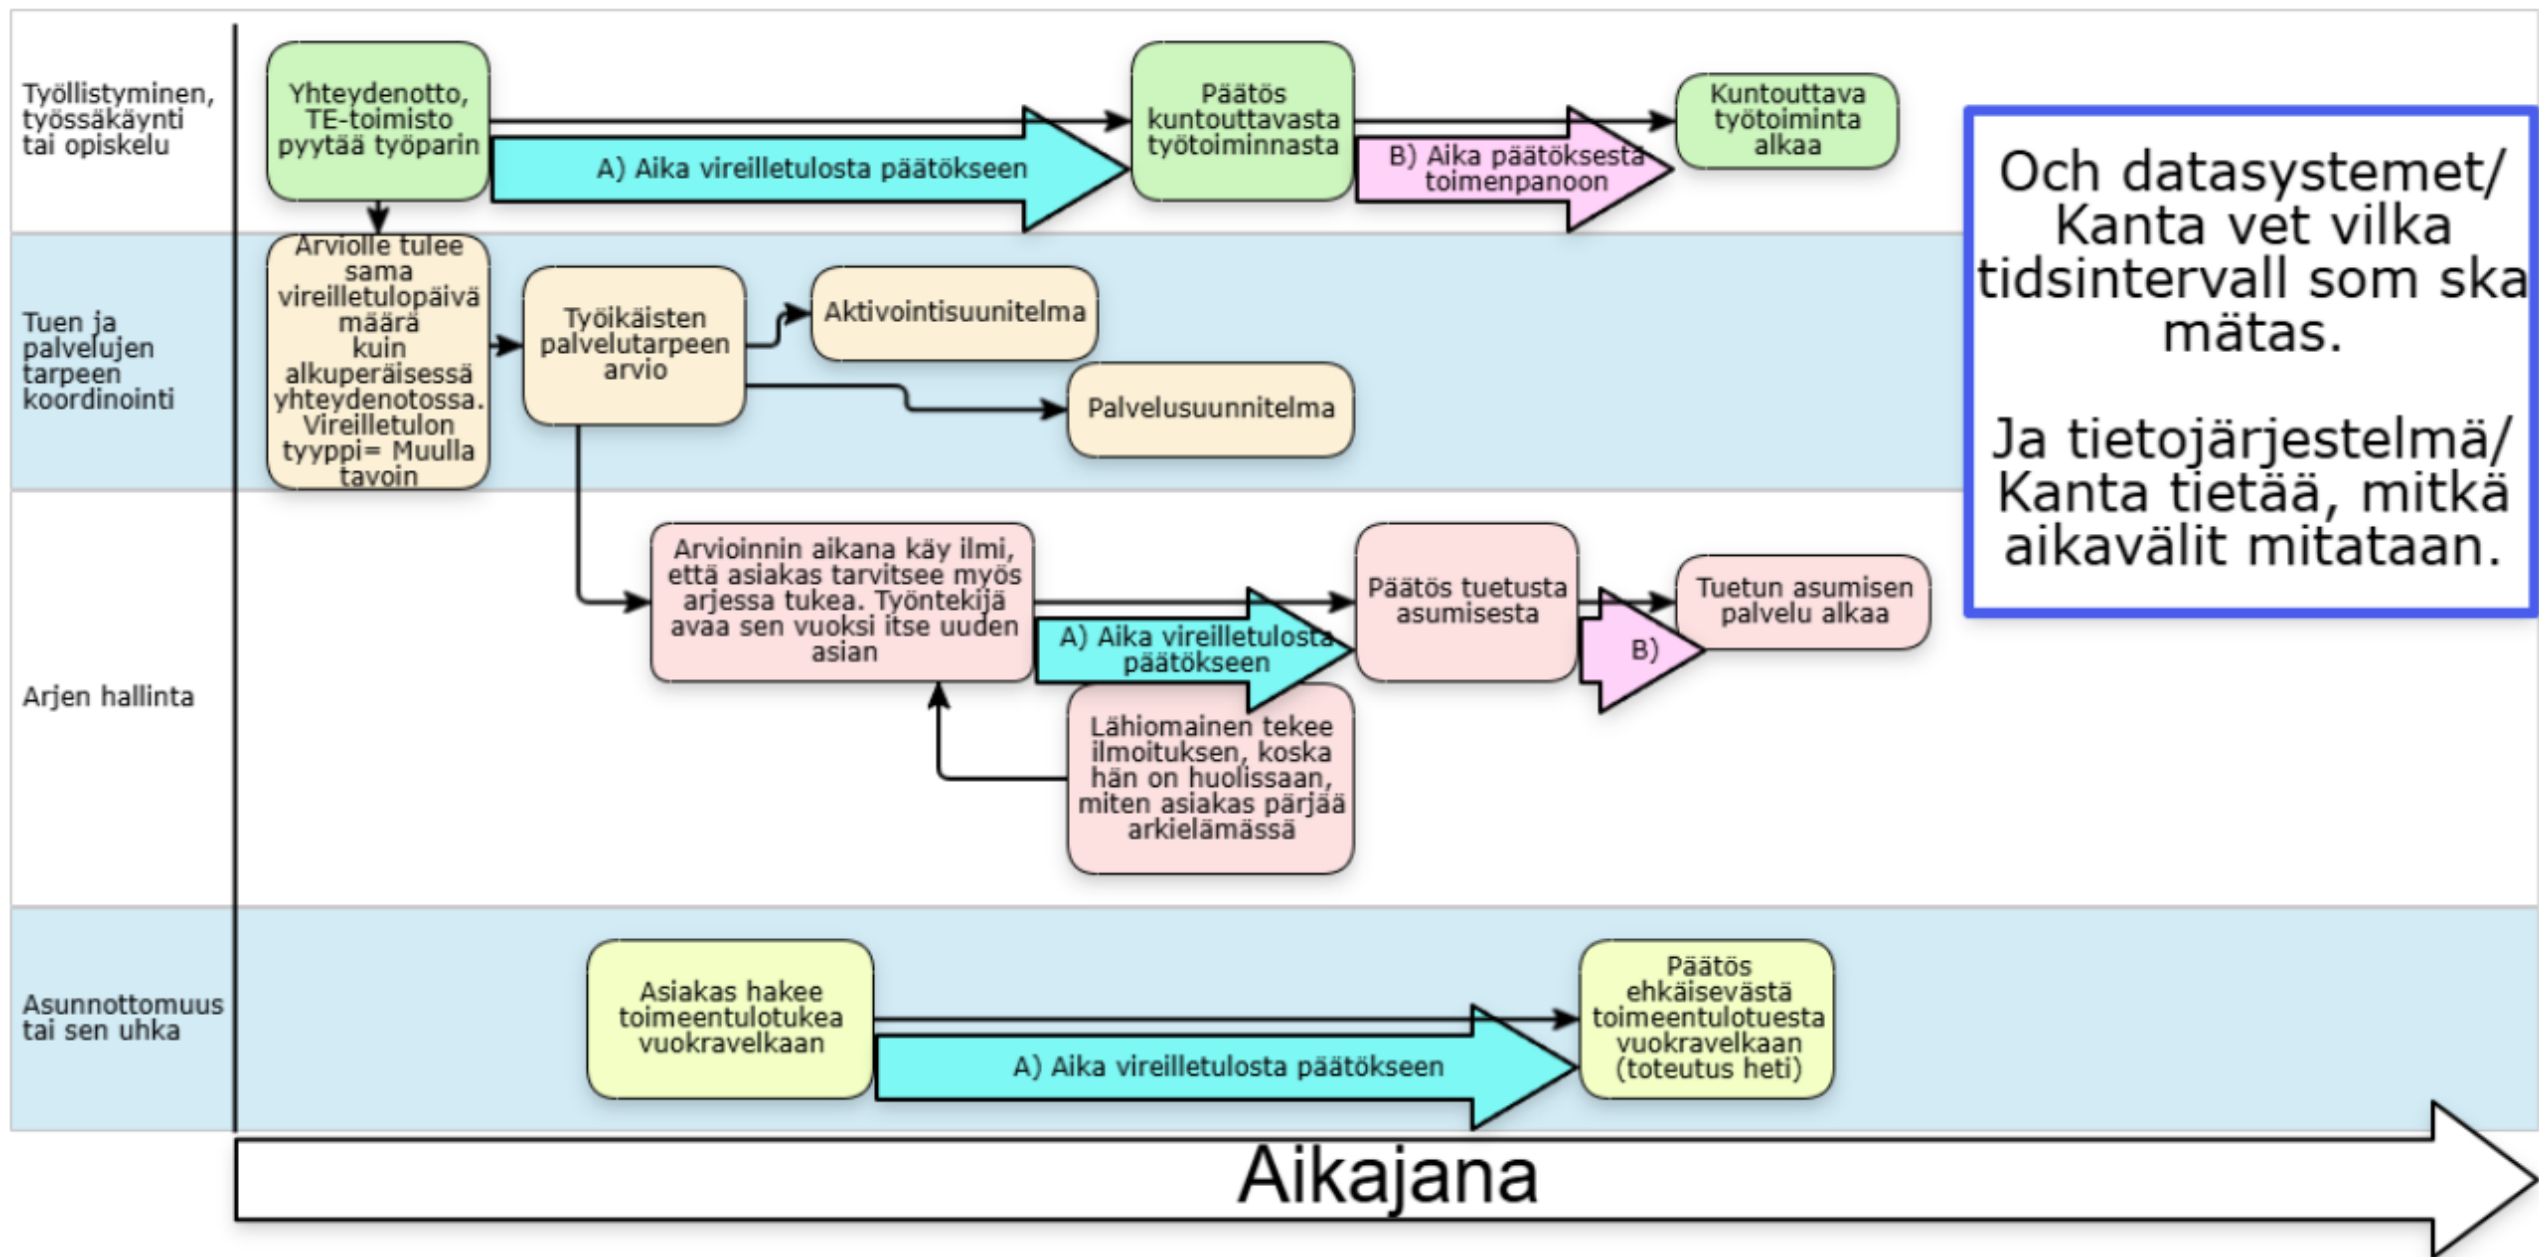 Työllistyminen,
työssäkäynti
tai opiskelu
Yhteydenotto,
TE-toimisto
pyytää työparin
A) Aika vireilletulosta päätökseen
Päätös
kuntouttavasta
työtoiminnasta
B) Aika päätöksestä
toimenpanoon
Kuntouttava
työtoiminta
alkaa
Och datasystemet/
Kanta vet vilka
tidsintervall som ska
mätas.
Ja tietojärjestelmä/
Kanta tietää, mitkä
aikavälit mitataan.
Tuen ja
palvelujen
tarpeen
koordinointi
Arviolle tulee
sama
vireilletulopäivä
määrä
kuin
alkuperäisessä
yhteydenotossa.
Vireilletulon
tyyppi= Muulla
tavoin
Työikäisten
palvelutarpeen
arvio
Aktivointisuunitelma
Palvelusuunnitelma
Arjen hallinta
Arvioinnin aikana käy ilmi,
että asiakas tarvitsee myös
arjessa tukea. Työntekijä
avaa sen vuoksi itse uuden
asian
A) Aika vireilletulosta
päätökseen
Päätös tuetusta
asumisesta
B)
Tuetun asumisen
palvelu alkaa
Lähiomainen tekee
ilmoituksen, koska
hän on huolissaan,
miten asiakas pärjää
arkielämässä
Asunnottomuus
tai sen uhka
Asiakas hakee
toimeentulotukea
vuokravelkaan
A) Aika vireilletulosta päätökseen
Päätös
ehkäisevästä
toimeentulotuesta
vuokravelkaan
(toteutus heti)
Aikajana